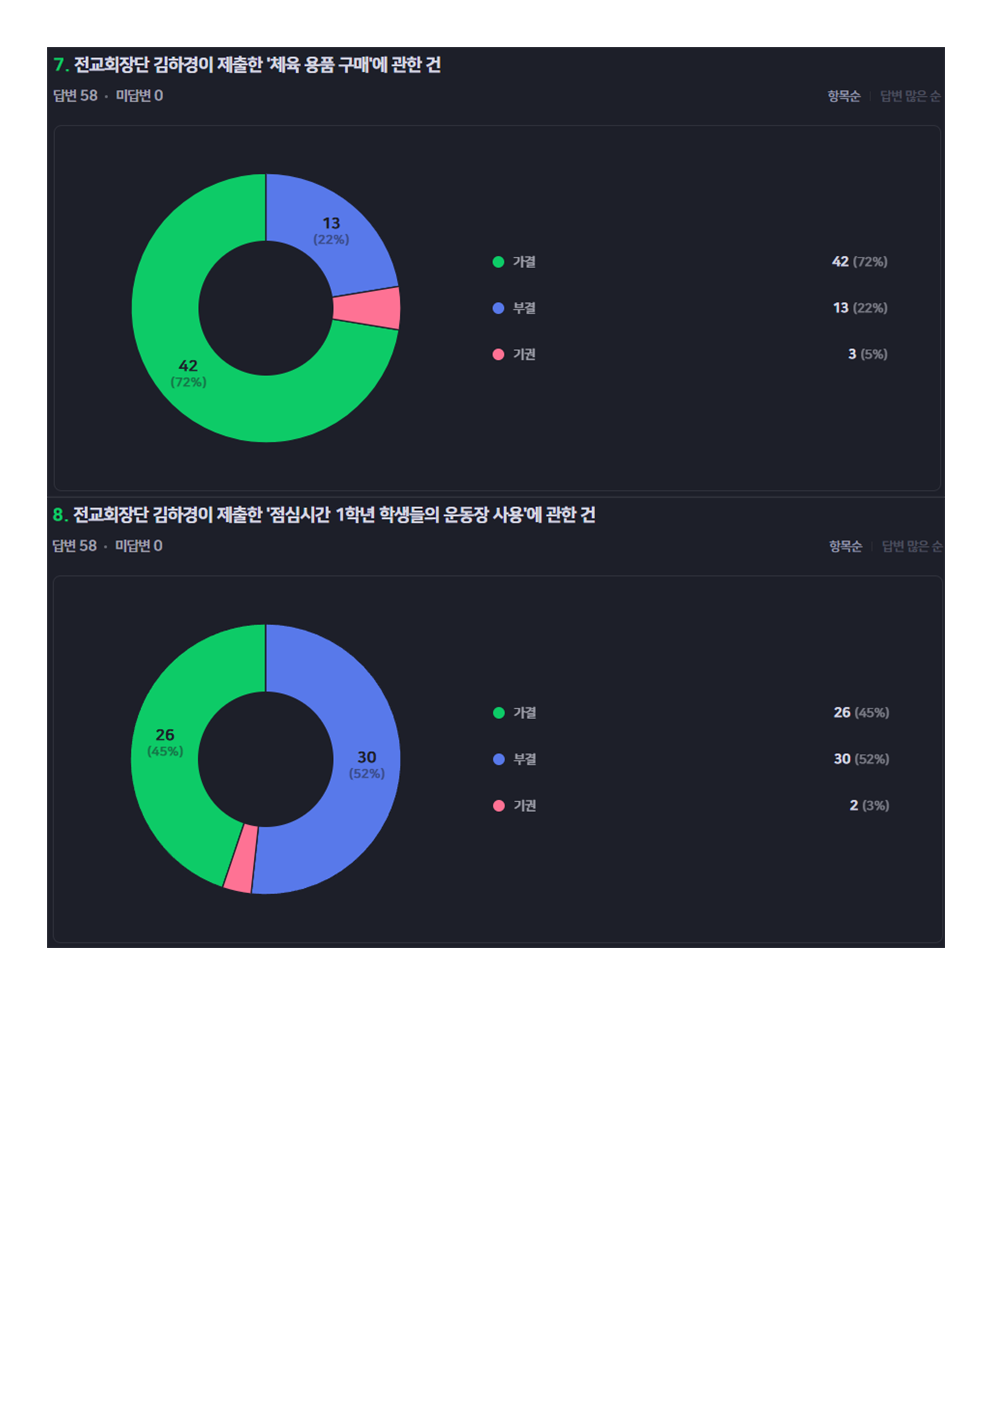 7. 전교회장단 김하경이 제출한 '체육 용품 구매'에 관한 건
답변 58 · 미답변 0
항목순 | 답변 많은 순
13
(22%)
42
(72%)
가결 42 (72%)
부결 13 (22%)
기권 3 (5%)
8. 전교회장단 김하경이 제출한 '점심시간 1학년 학생들의 운동장 사용'에 관한 건
답변 58 · 미답변 0
항목순 | 답변 많은 순
26
(45%)
30
(52%)
가결 26 (45%)
부결 30 (52%)
기권 2 (3%)